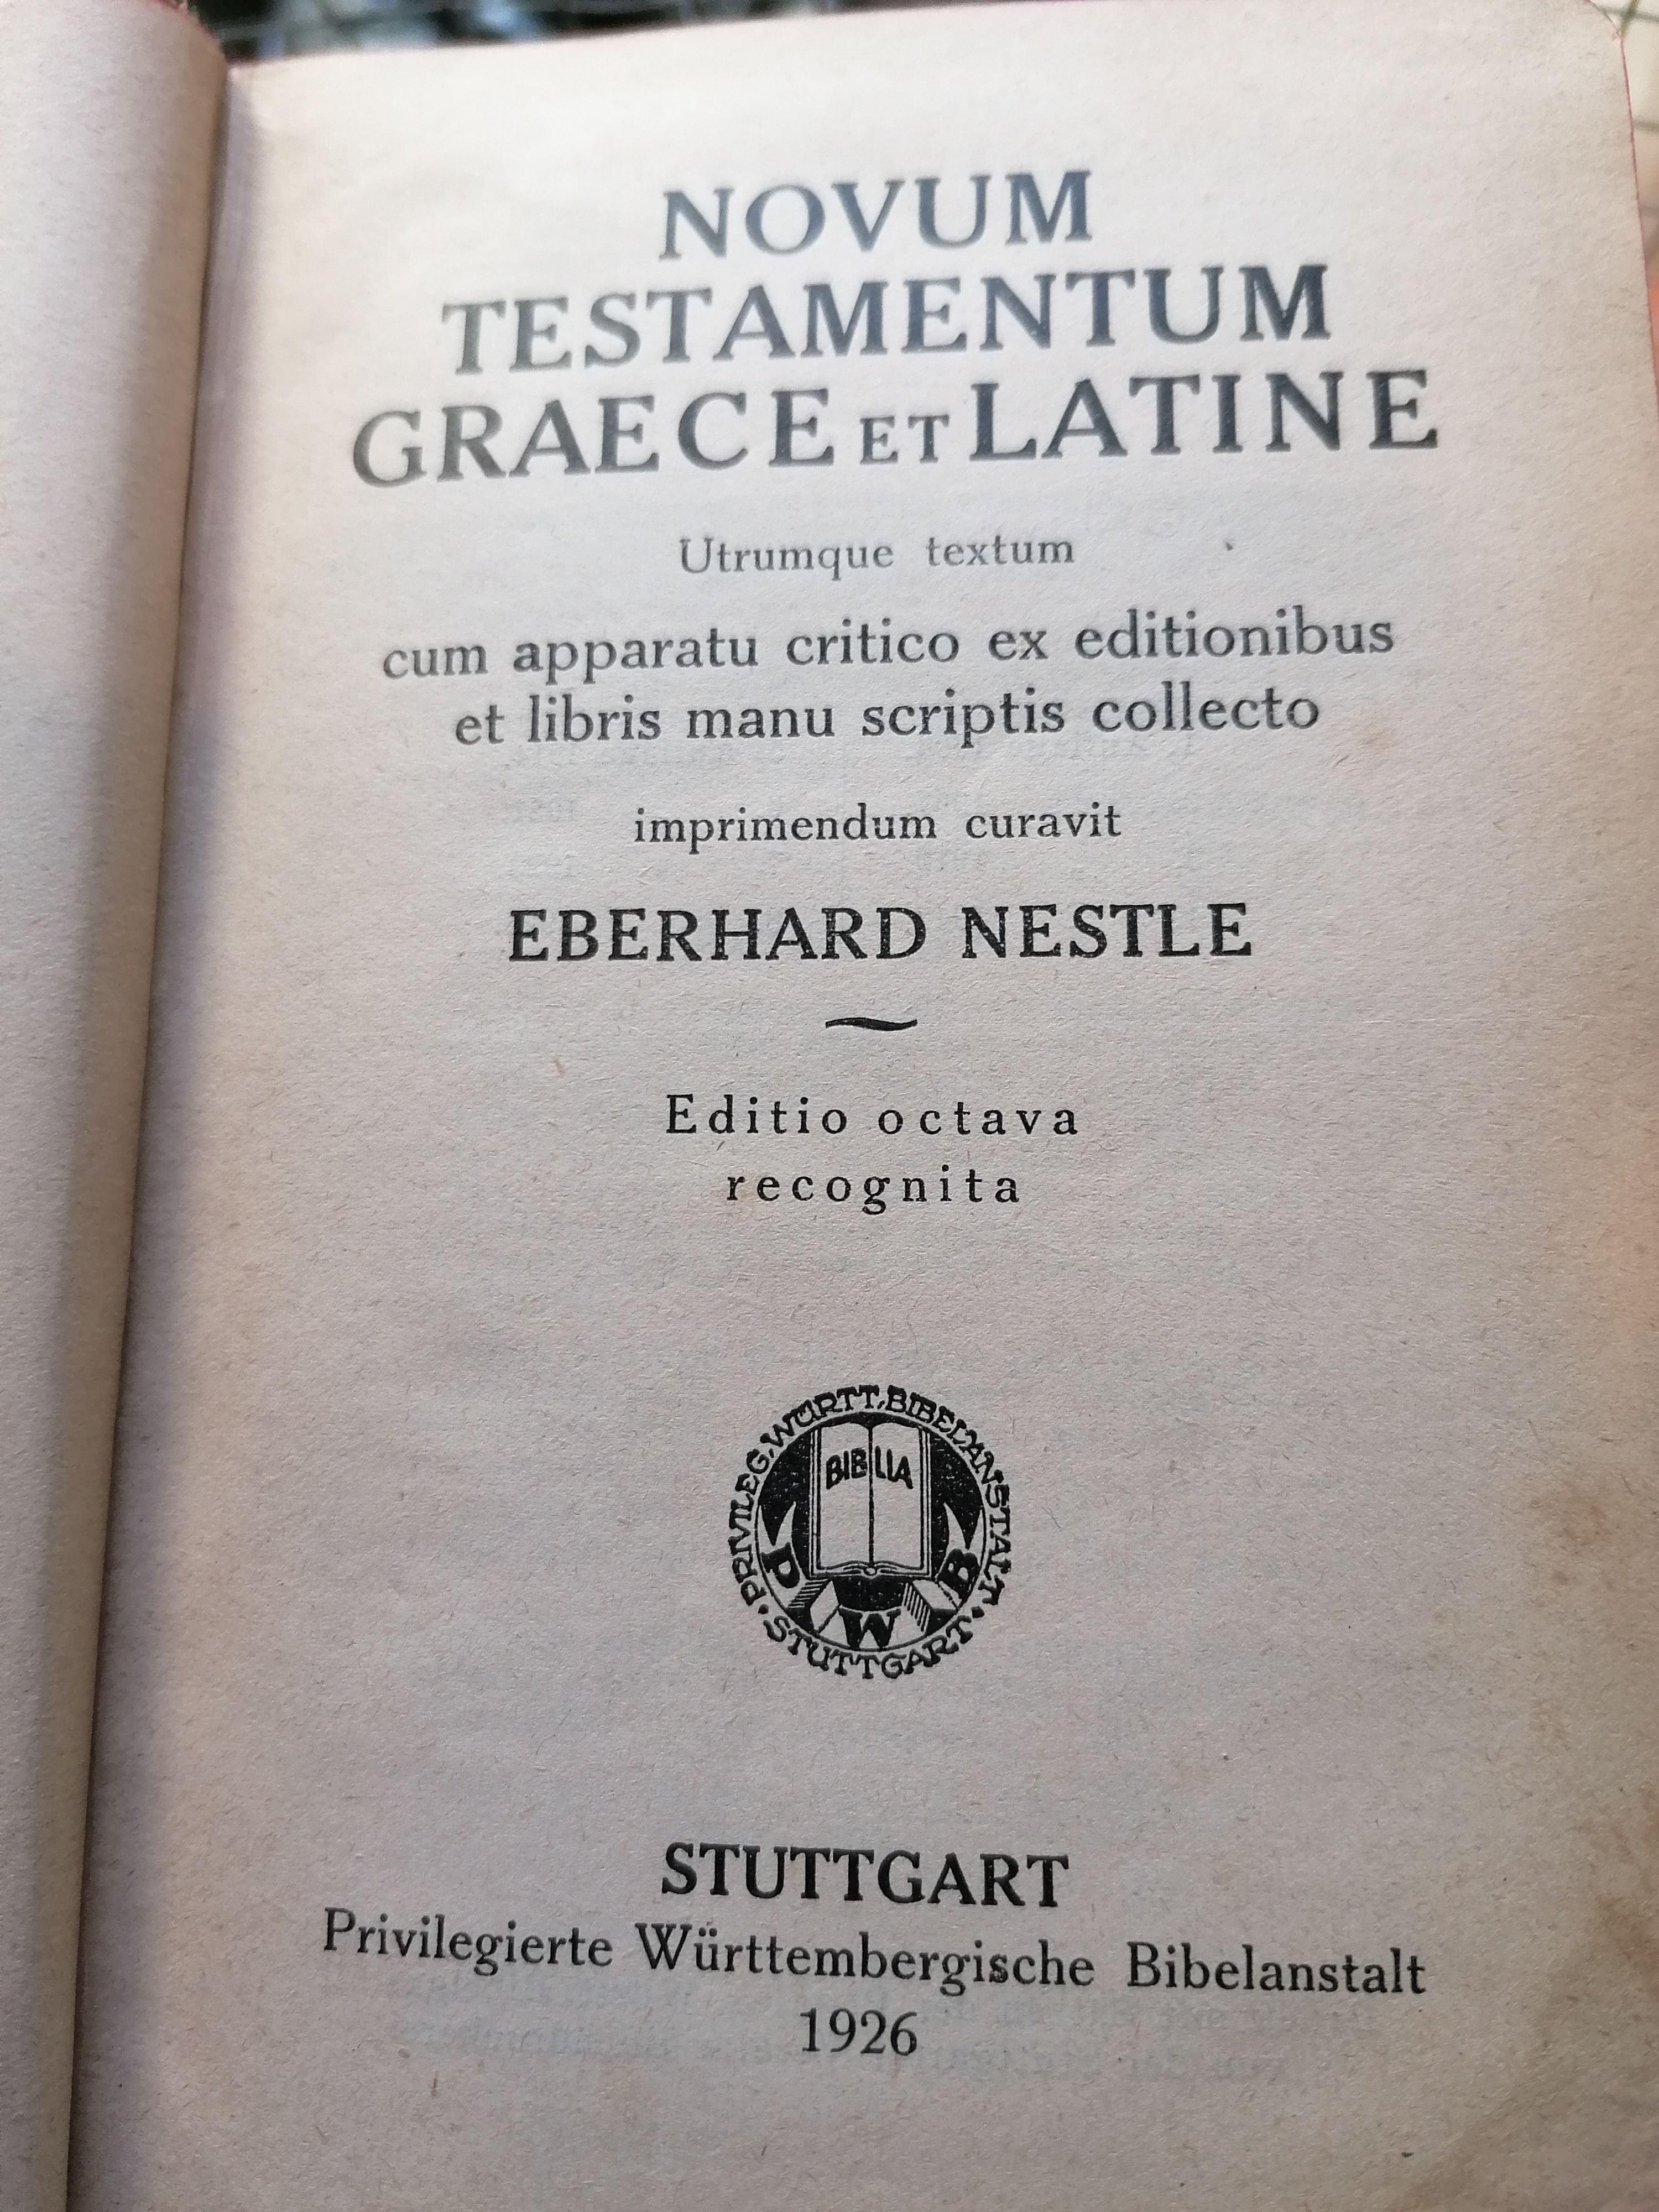 NOVUM
TESTAMENTUM
GRAECE ET LATINE
Utrumque textum
cum apparatu critico ex editionibus
et libris manu scriptis collecto
imprimendum curavit
EBERHARD NESTLE
Editio octava
recognita
PRIVILEG. WÜRTT. BIBELANSTALT
BIBLIA
P W B
STUTTGART
STUTTGART
Privilegierte Württembergische Bibelanstalt
1926